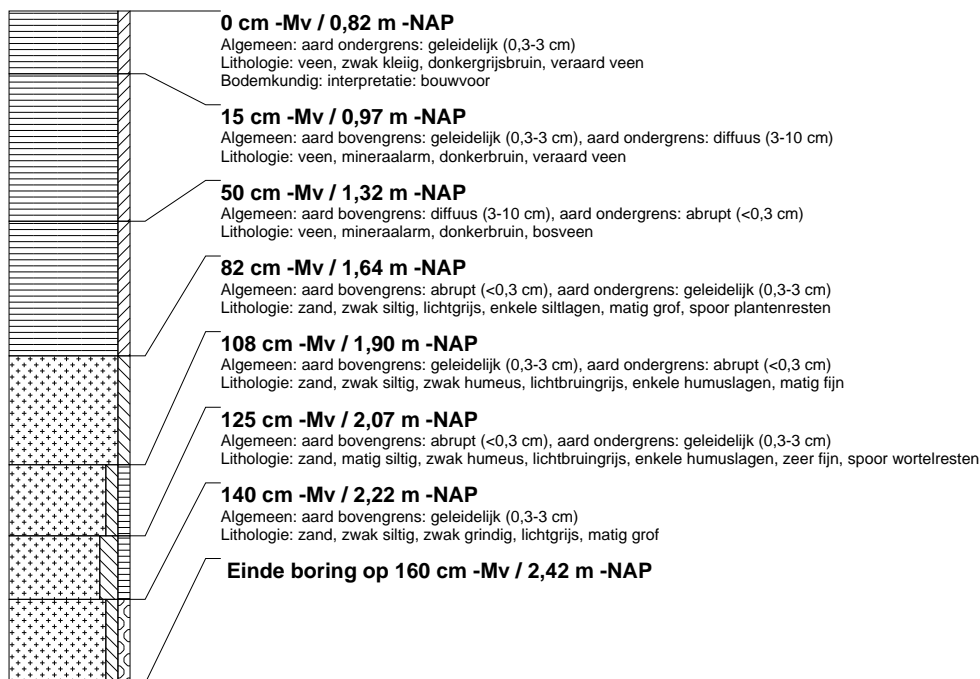 0 cm -Mv / 0,82 m -NAP
Algemeen: aard ondergrens: geleidelijk (0,3-3 cm)
Lithologie: veen, zwak kleiig, donkergrijsbruin, veraard veen
Bodemkundig: interpretatie: bouwvoor
15 cm -Mv / 0,97 m -NAP
Algemeen: aard bovengrens: geleidelijk (0,3-3 cm), aard ondergrens: diffuus (3-10 cm)
Lithologie: veen, mineraalarm, donkerbruin, veraard veen
50 cm -Mv / 1,32 m -NAP
Algemeen: aard bovengrens: diffuus (3-10 cm), aard ondergrens: abrupt (<0,3 cm)
Lithologie: veen, mineraalarm, donkerbruin, bosveen
82 cm -Mv / 1,64 m -NAP
Algemeen: aard bovengrens: abrupt (<0,3 cm), aard ondergrens: geleidelijk (0,3-3 cm)
Lithologie: zand, zwak siltig, lichtgrijs, enkele siltlagen, matig grof, spoor plantenresten
108 cm -Mv / 1,90 m -NAP
Algemeen: aard bovengrens: geleidelijk (0,3-3 cm), aard ondergrens: abrupt (<0,3 cm)
Lithologie: zand, zwak siltig, zwak humeus, lichtbruingrijs, enkele humuslagen, matig fijn
125 cm -Mv / 2,07 m -NAP
Algemeen: aard bovengrens: abrupt (<0,3 cm), aard ondergrens: geleidelijk (0,3-3 cm)
Lithologie: zand, matig siltig, zwak humeus, lichtbruingrijs, enkele humuslagen, zeer fijn, spoor wortelresten
140 cm -Mv / 2,22 m -NAP
Algemeen: aard bovengrens: geleidelijk (0,3-3 cm)
Lithologie: zand, zwak siltig, zwak grindig, lichtgrijs, matig grof
Einde boring op 160 cm -Mv / 2,42 m -NAP